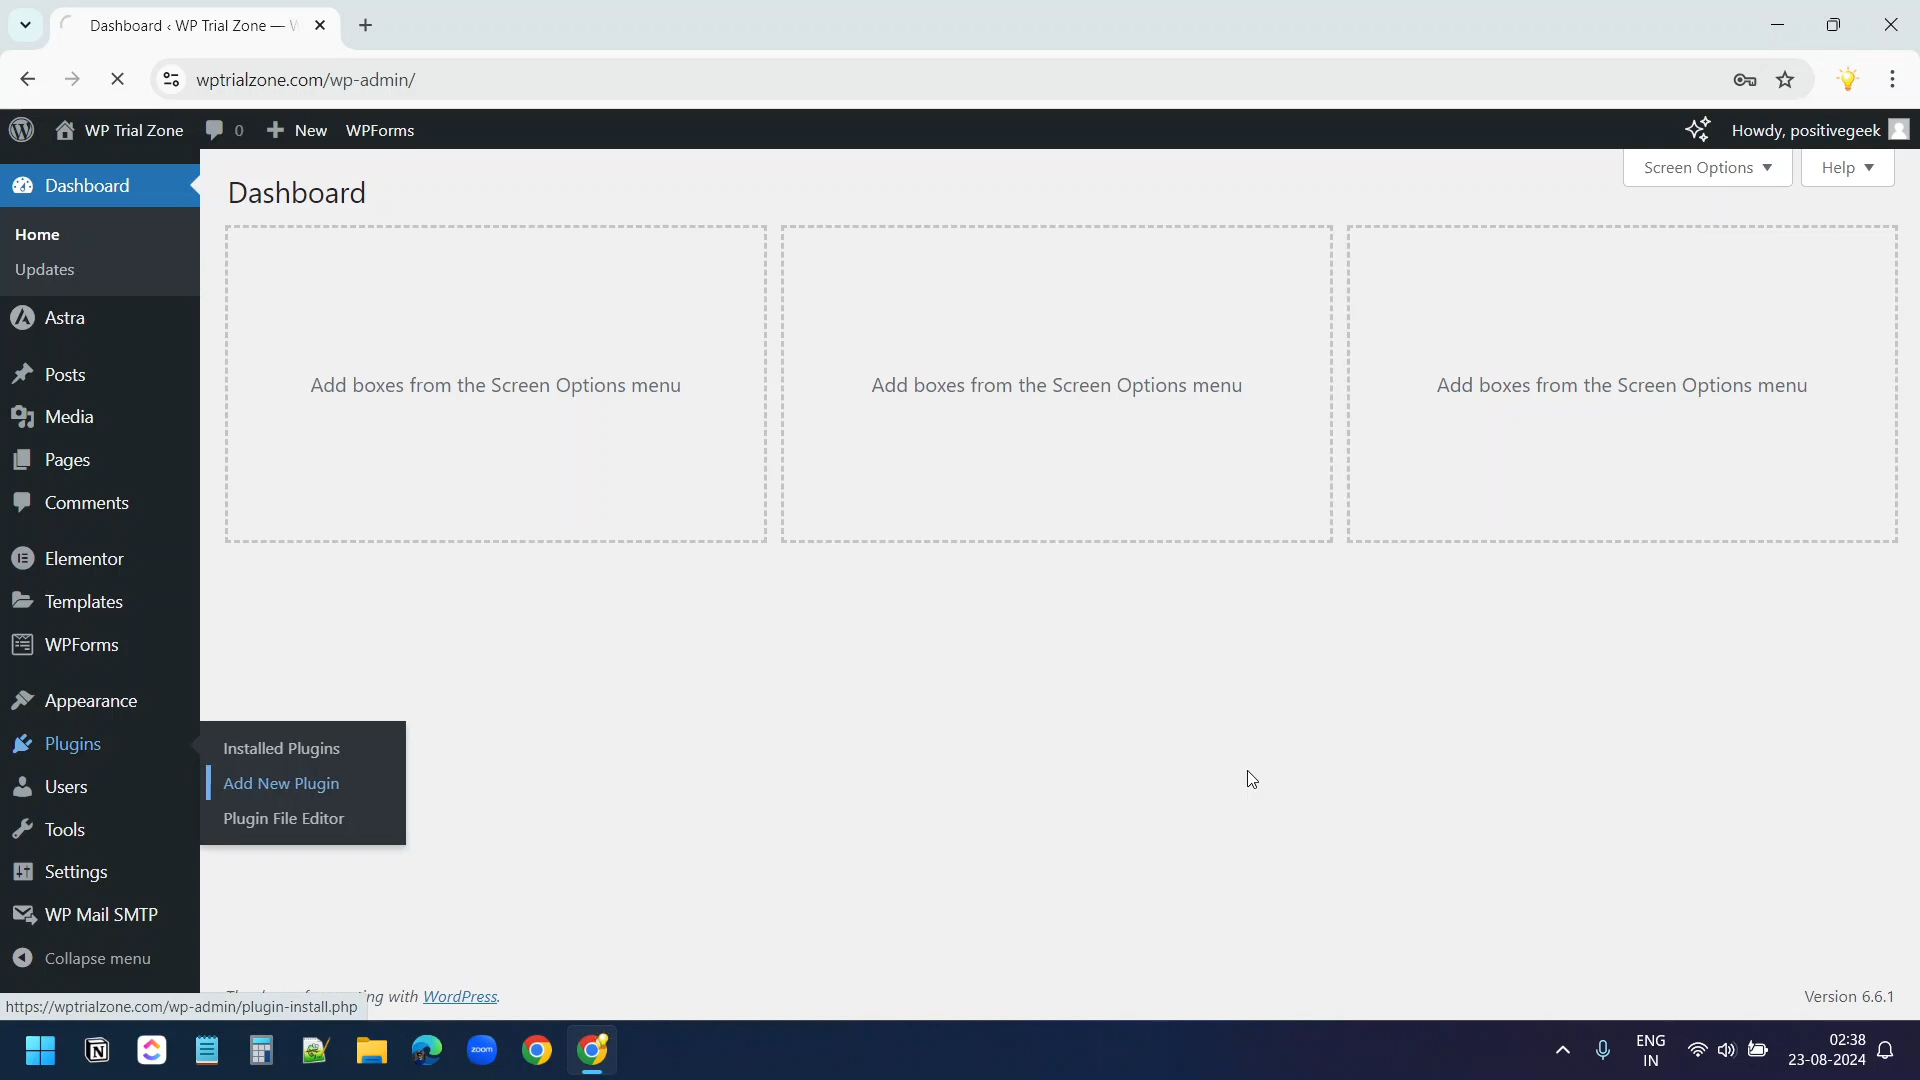 Dashboard ‹ WP Trial Zone —
wptrialzone.com/wp-admin/
WP Trial Zone
0
New
WPForms
Howdy, positivegeek
Screen Options
Help
Dashboard
Dashboard
Home
Updates
Astra
Posts
Media
Pages
Comments
Elementor
Templates
WPForms
Appearance
Plugins
Users
Tools
Settings
WP Mail SMTP
Collapse menu
Add boxes from the Screen Options menu
Add boxes from the Screen Options menu
Add boxes from the Screen Options menu
Installed Plugins
Add New Plugin
Plugin File Editor
with WordPress.
Version 6.6.1
https://wptrialzone.com/wp-admin/plugin-install.php
zoom
ENG
IN
02:38
23-08-2024